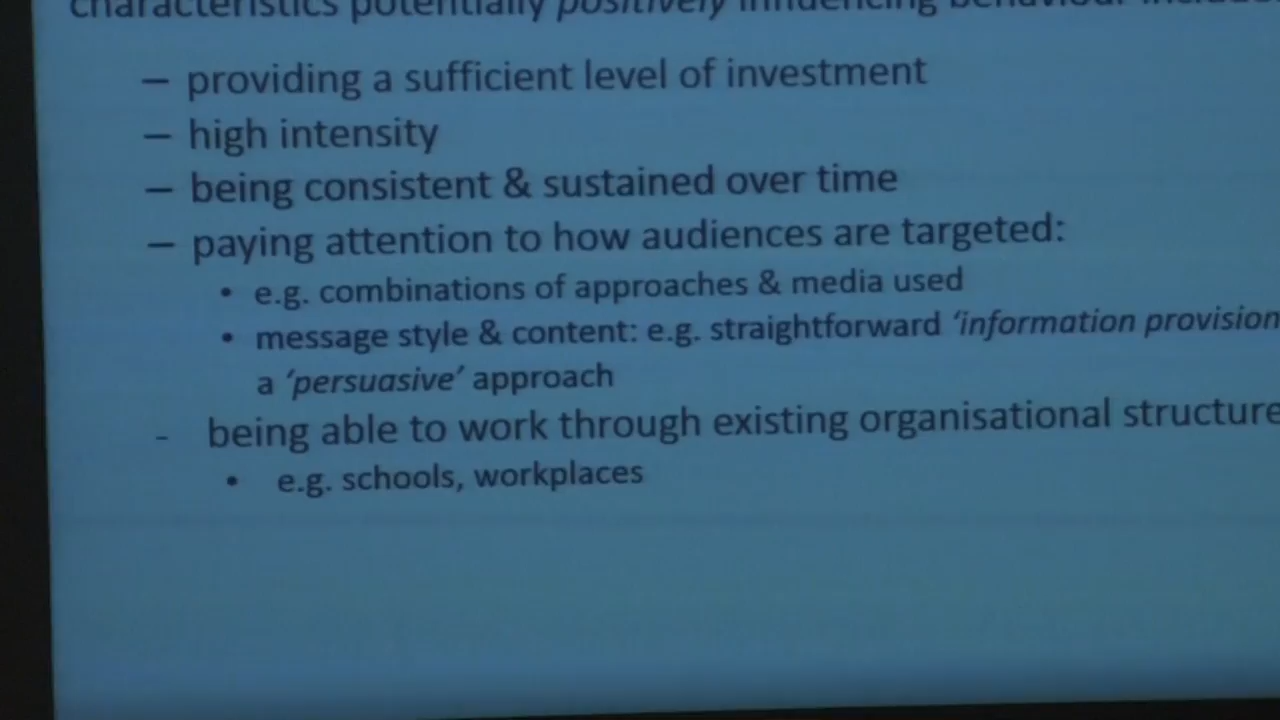 characteristics potentially positively influencing behaviour
– providing a sufficient level of investment
– high intensity
– being consistent & sustained over time
– paying attention to how audiences are targeted:
• e.g. combinations of approaches & media used
• message style & content: e.g. straightforward ‘information provision
a ‘persuasive’ approach
- being able to work through existing organisational structure
• e.g. schools, workplaces